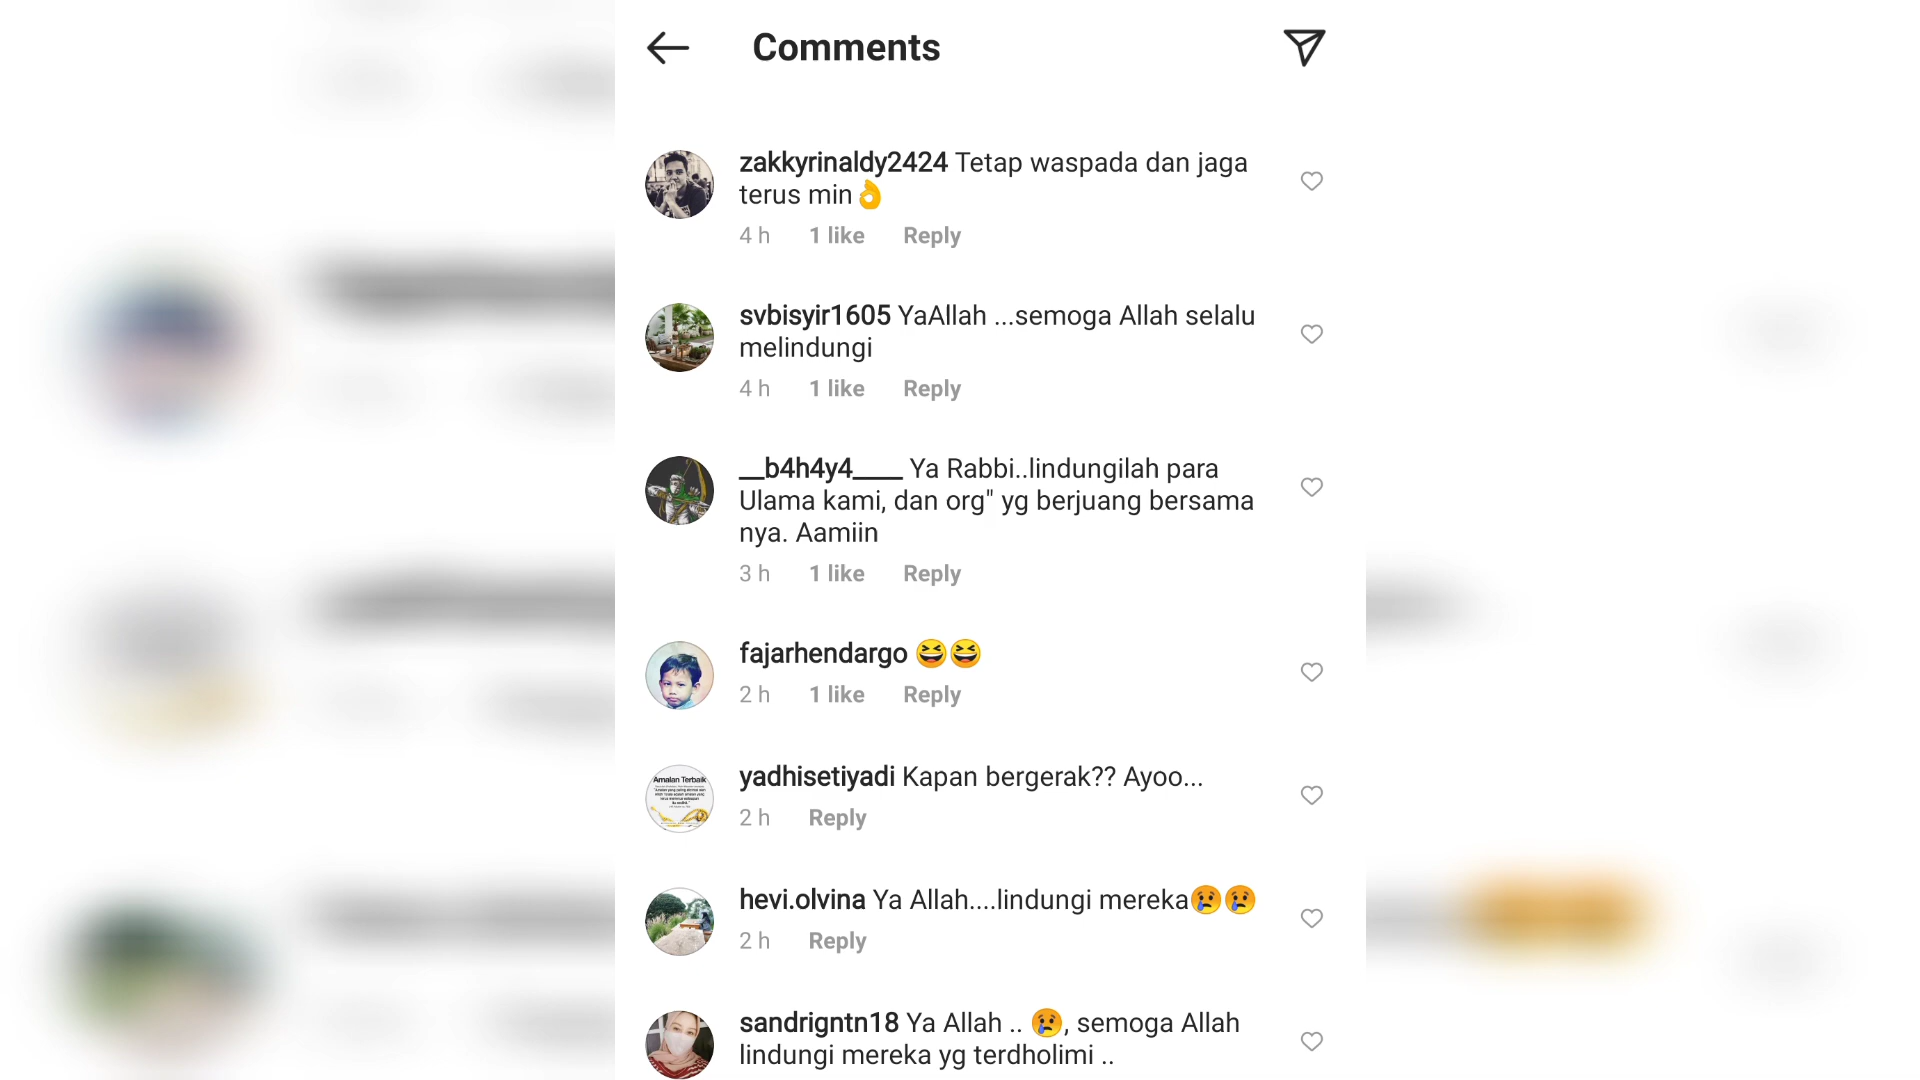 Comments
zakkyrinaldy2424 Tetap waspada dan jaga
terus min👌
4 h 1 like Reply
svbisyir1605 YaAllah ...semoga Allah selalu
melindungi
4 h 1 like Reply
__b4h4y4____ Ya Rabbi..lindungilah para
Ulama kami, dan org" yg berjuang bersama
nya. Aamiin
3 h 1 like Reply
fajarhendargo 😆😆
2 h 1 like Reply
Amalan Terbaik
yadhisetiyadi Kapan bergerak?? Ayoo...
2 h Reply
hevi.olvina Ya Allah....lindungi mereka😢😢
2 h Reply
sandrigntn18 Ya Allah .. 😢, semoga Allah
lindungi mereka yg terdholimi ..